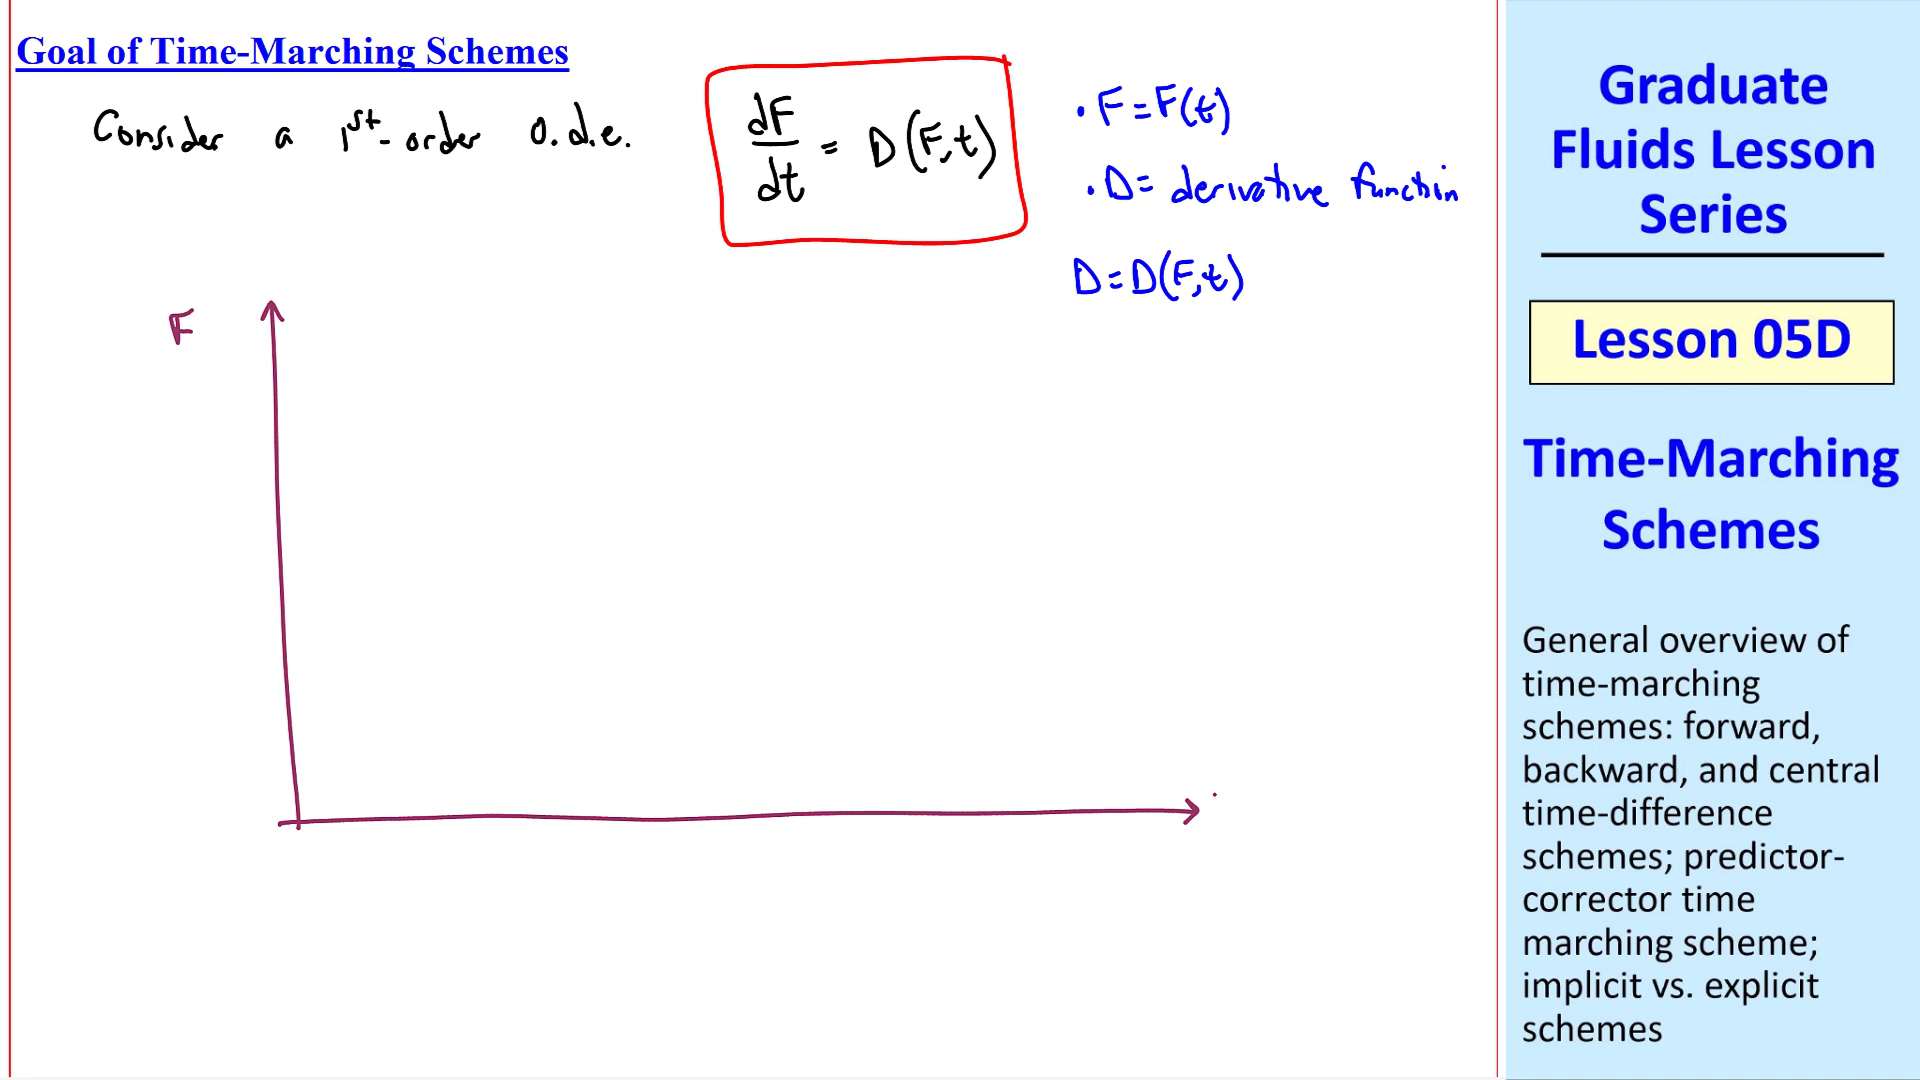 Goal of Time-Marching Schemes
Consider a 1st-order o.d.e.
dF/dt = D(F,t)
• F=F(t)
• D= derivative function
D=D(F,t)
F
Graduate
Fluids Lesson
Series
Lesson 05D
Time-Marching
Schemes
General overview of
time-marching
schemes: forward,
backward, and central
time-difference
schemes; predictor-
corrector time
marching scheme;
implicit vs. explicit
schemes